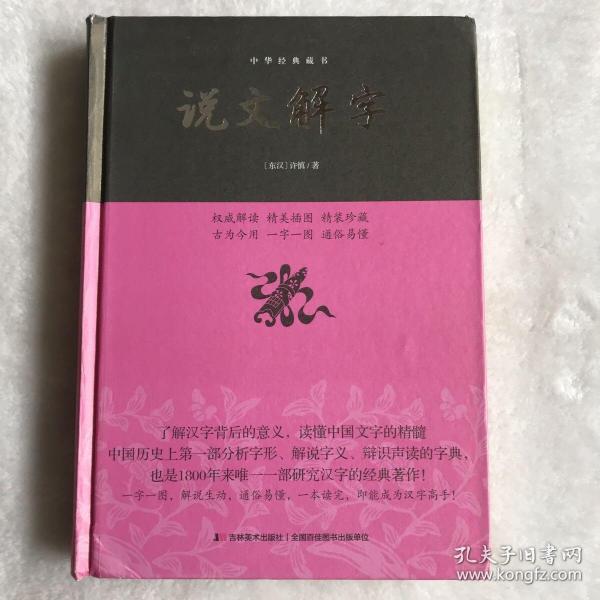 中华经典藏书
说文解字
[东汉]许慎/著
权威解读 精美插图 精装珍藏
古为今用 一字一图 通俗易懂
了解汉字背后的意义，读懂中国文字的精髓
中国历史上第一部分析字形、解说字义、辩识声读的字典，
也是1800年来唯一一部研究汉字的经典著作！
一字一图，解说生动，通俗易懂，一本读完，即能成为汉字高手！
吉林美术出版社｜全国百佳图书出版单位
孔夫子旧书网
www.kongfz.com